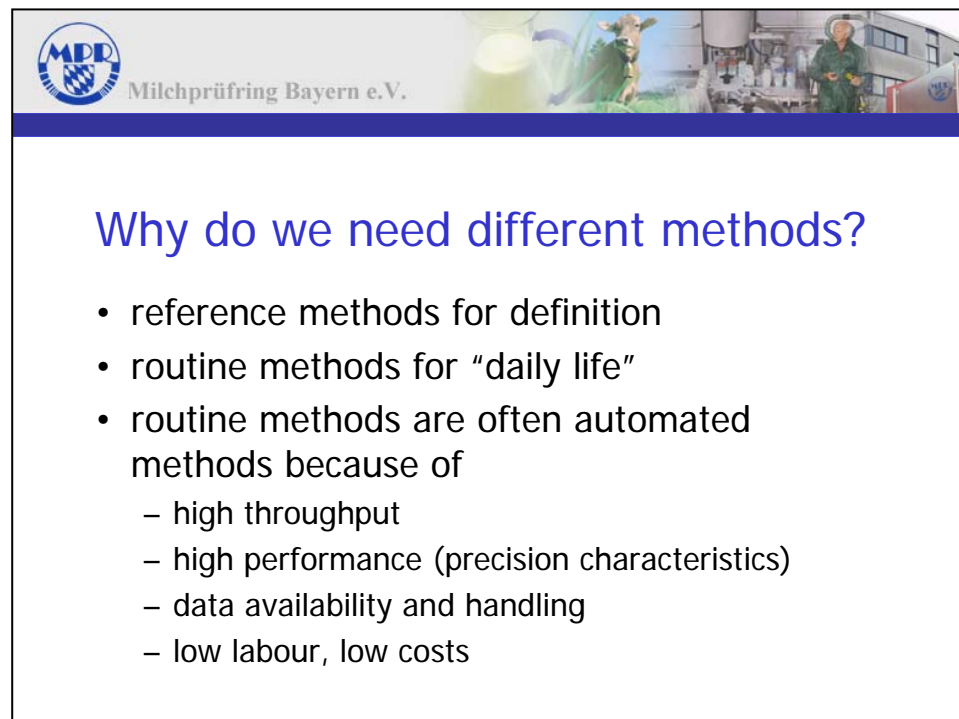 MPR
Milchprüfring Bayern e.V.
Why do we need different methods?
• reference methods for definition
• routine methods for “daily life”
• routine methods are often automated
methods because of
– high throughput
– high performance (precision characteristics)
– data availability and handling
– low labour, low costs